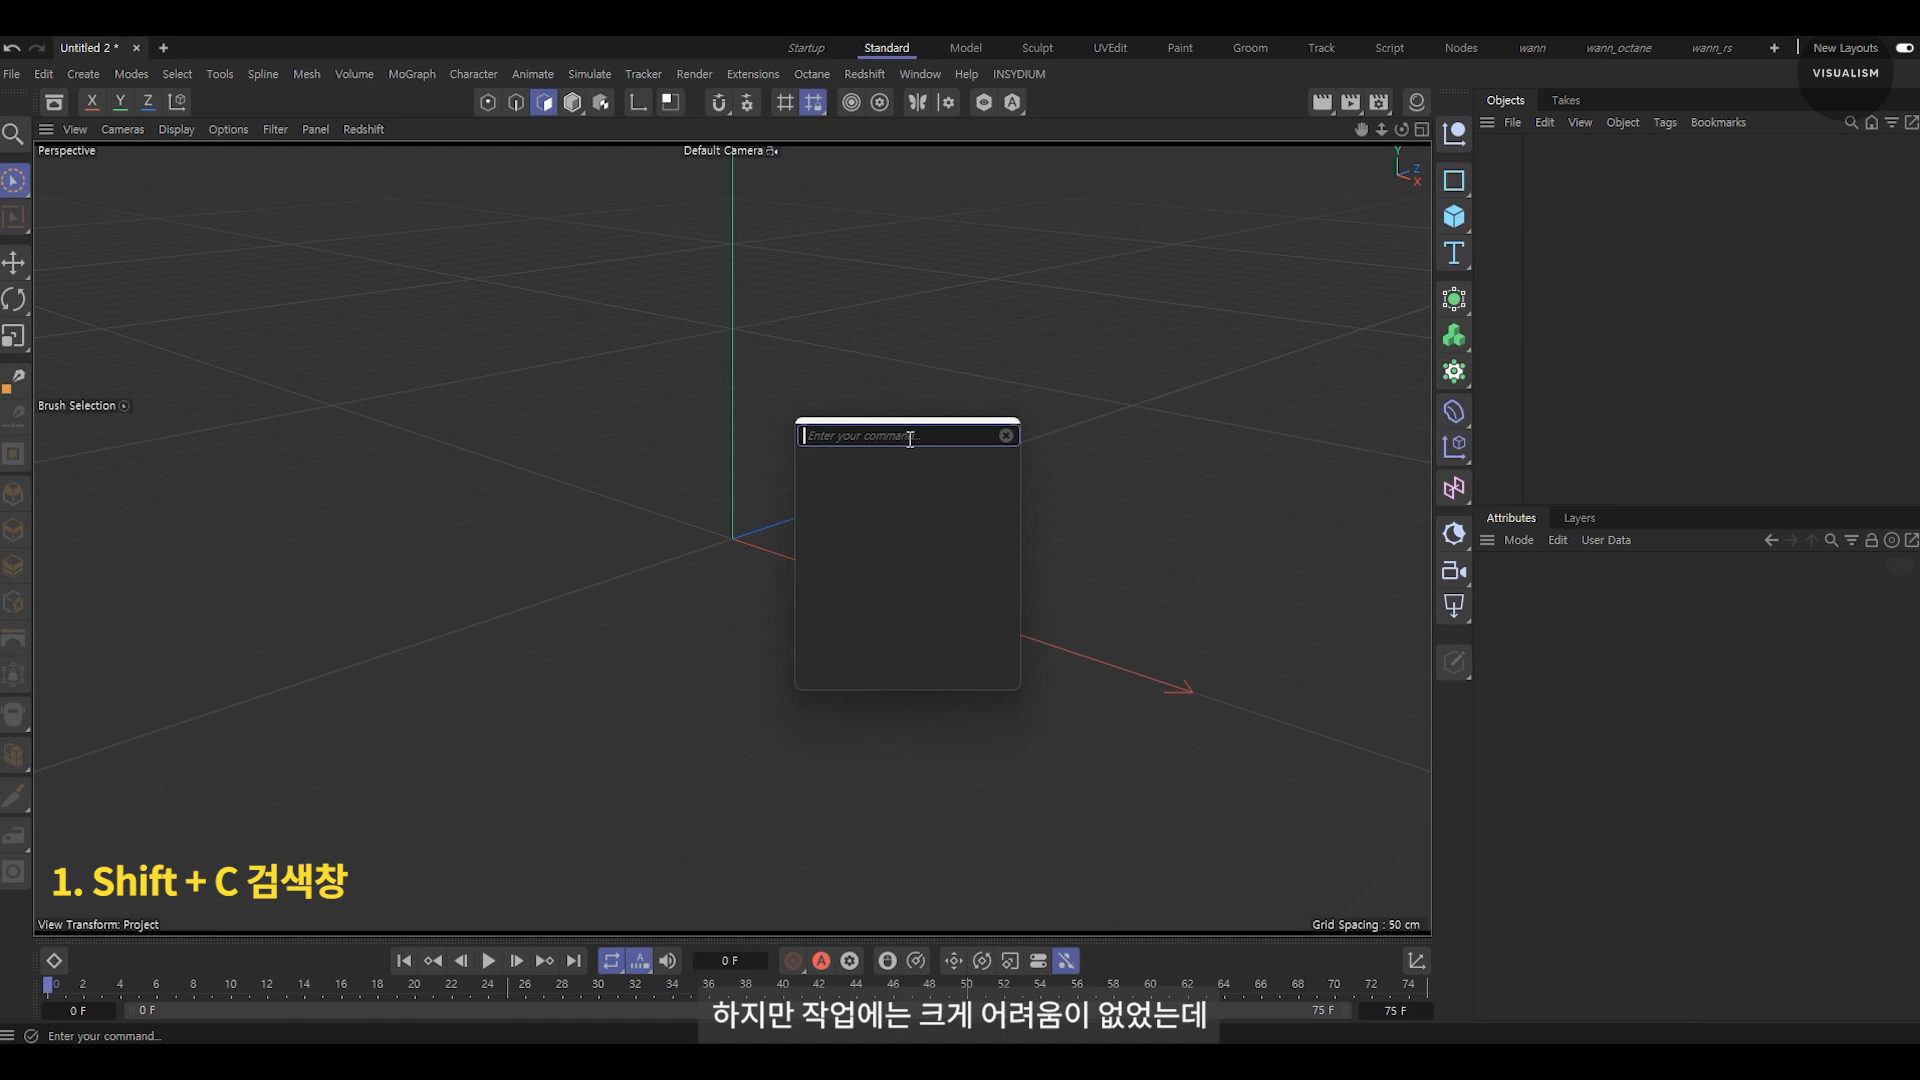 Untitled 2 *
Startup Standard Model Sculpt UVEdit Paint Groom Track Script Nodes wann wann_octane wann_rs New Layouts
File Edit Create Modes Select Tools Spline Mesh Volume MoGraph Character Animate Simulate Tracker Render Extensions Octane Redshift Window Help INSYDIUM
VISUALISM
X Y Z
Objects Takes
File Edit View Object Tags Bookmarks
View Cameras Display Options Filter Panel Redshift
Perspective
Default Camera
Y
Z
X
Brush Selection
Enter your command...
Attributes Layers
Mode Edit User Data
1. Shift + C 검색창
View Transform: Project
Grid Spacing : 50 cm
0 F
0 2 4 6 8 10 12 14 16 18 20 22 24 26 28 30 32 34 36 38 40 42 44 46 48 50 52 54 56 58 60 62 64 66 68 70 72 74
0 F 0 F 75 F 75 F
하지만 작업에는 크게 어려움이 없었는데
Enter your command...